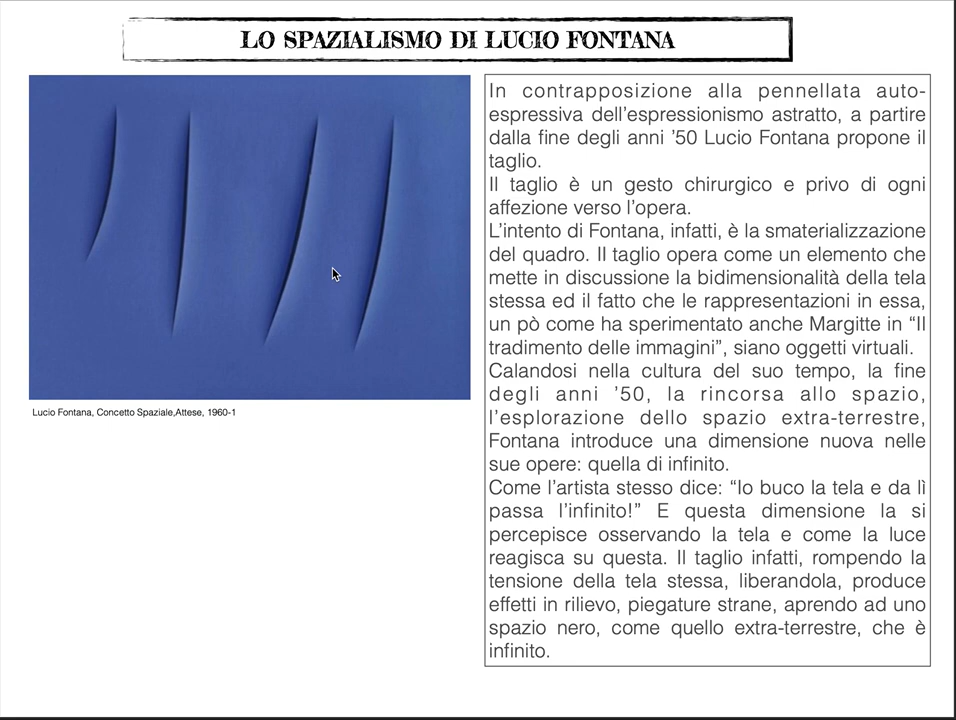 LO SPAZIALISMO DI LUCIO FONTANA
In contrapposizione alla pennellata auto-
espressiva dell'espressionismo astratto, a partire
dalla fine degli anni '50 Lucio Fontana propone il
taglio.
Il taglio è un gesto chirurgico e privo di ogni
affezione verso l'opera.
L'intento di Fontana, infatti, è la smaterializzazione
del quadro. Il taglio opera come un elemento che
mette in discussione la bidimensionalità della tela
stessa ed il fatto che le rappresentazioni in essa,
un pò come ha sperimentato anche Margitte in "Il
tradimento delle immagini", siano oggetti virtuali.
Calandosi nella cultura del suo tempo, la fine
degli anni '50, la rincorsa allo spazio,
l'esplorazione dello spazio extra-terrestre,
Fontana introduce una dimensione nuova nelle
sue opere: quella di infinito.
Come l'artista stesso dice: "Io buco la tela e da lì
passa l'infinito!" E questa dimensione la si
percepisce osservando la tela e come la luce
reagisca su questa. Il taglio infatti, rompendo la
tensione della tela stessa, liberandola, produce
effetti in rilievo, piegature strane, aprendo ad uno
spazio nero, come quello extra-terrestre, che è
infinito.
Lucio Fontana, Concetto Spaziale,Attese, 1960-1